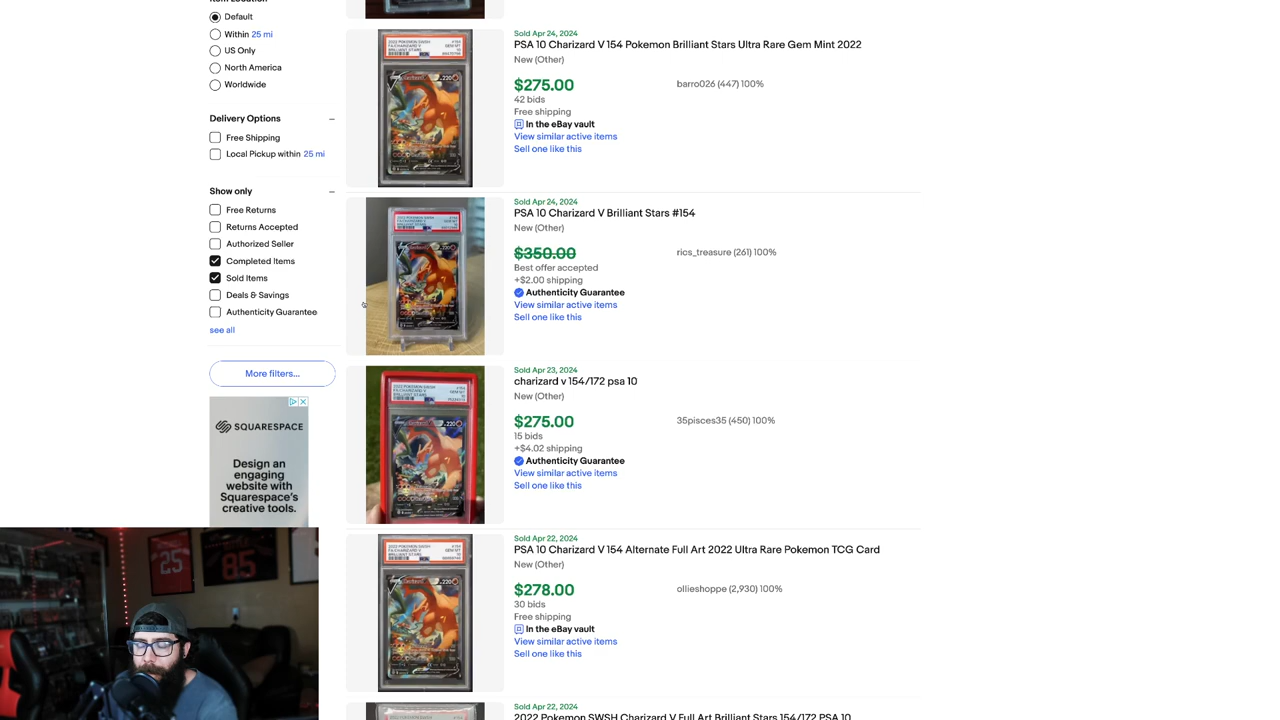 Default
Within 25 mi
US Only
North America
Worldwide
Delivery Options
Free Shipping
Local Pickup within 25 mi
Show only
Free Returns
Returns Accepted
Authorized Seller
Completed Items
Sold Items
Deals & Savings
Authenticity Guarantee
see all
More filters...
SQUARESPACE
Design an
engaging
website with
Squarespace's
creative tools.
25
85
Sold Apr 24, 2024
PSA 10 Charizard V 154 Pokemon Brilliant Stars Ultra Rare Gem Mint 2022
New (Other)
$275.00
barro026 (447) 100%
42 bids
Free shipping
In the eBay vault
View similar active items
Sell one like this
Sold Apr 24, 2024
PSA 10 Charizard V Brilliant Stars #154
New (Other)
$350.00
rics_treasure (261) 100%
Best offer accepted
+$2.00 shipping
Authenticity Guarantee
View similar active items
Sell one like this
Sold Apr 23, 2024
charizard v 154/172 psa 10
New (Other)
$275.00
35pisces35 (450) 100%
15 bids
+$4.02 shipping
Authenticity Guarantee
View similar active items
Sell one like this
Sold Apr 22, 2024
PSA 10 Charizard V 154 Alternate Full Art 2022 Ultra Rare Pokemon TCG Card
New (Other)
$278.00
ollieshoppe (2,930) 100%
30 bids
Free shipping
In the eBay vault
View similar active items
Sell one like this
Sold Apr 22, 2024
2022 Pokemon SWSH Charizard V Full Art Brilliant Stars 154/172 PSA 10